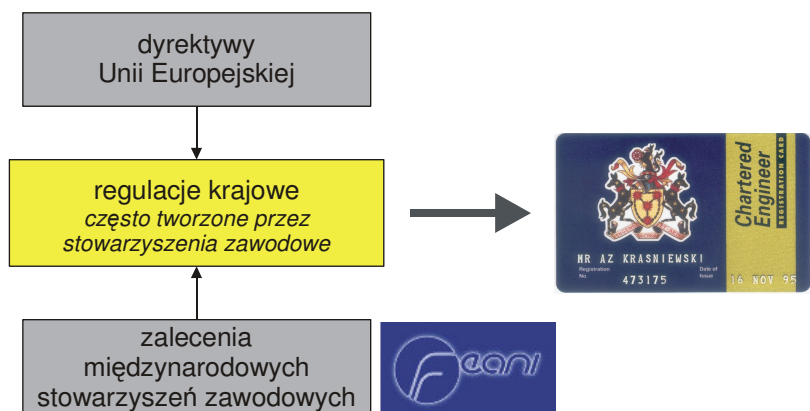 dyrektywy
Unii Europejskiej
regulacje krajowe
często tworzone przez
stowarzyszenia zawodowe
zalecenia
międzynarodowych
stowarzyszeń zawodowych
Feani
Chartered
Engineer
REGISTRATION CARD
MR AZ KRASNIEWSKI
Registration
No
473175
Date of
Issue
16 NOV 95